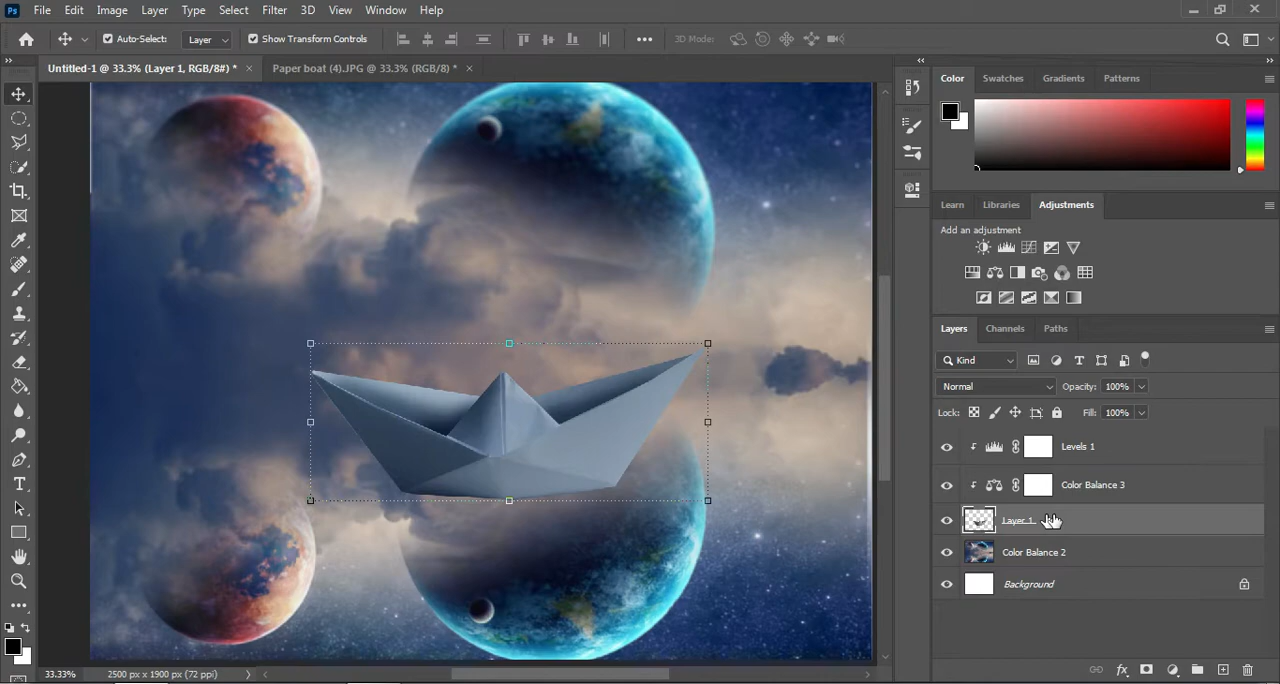 Ps File Edit Image Layer Type Select Filter 3D View Window Help
Auto-Select: Layer Show Transform Controls 3D Mode:
Untitled-1 @ 33.3% (Layer 1, RGB/8#) * × Paper boat (4).JPG @ 33.3% (RGB/8) * ×
Color Swatches Gradients Patterns
Learn Libraries Adjustments
Add an adjustment
Layers Channels Paths
Kind
Normal Opacity: 100%
Lock: Fill: 100%
Levels 1
Color Balance 3
Layer 1
Color Balance 2
Background
33.33% 2500 px x 1900 px (72 ppi)